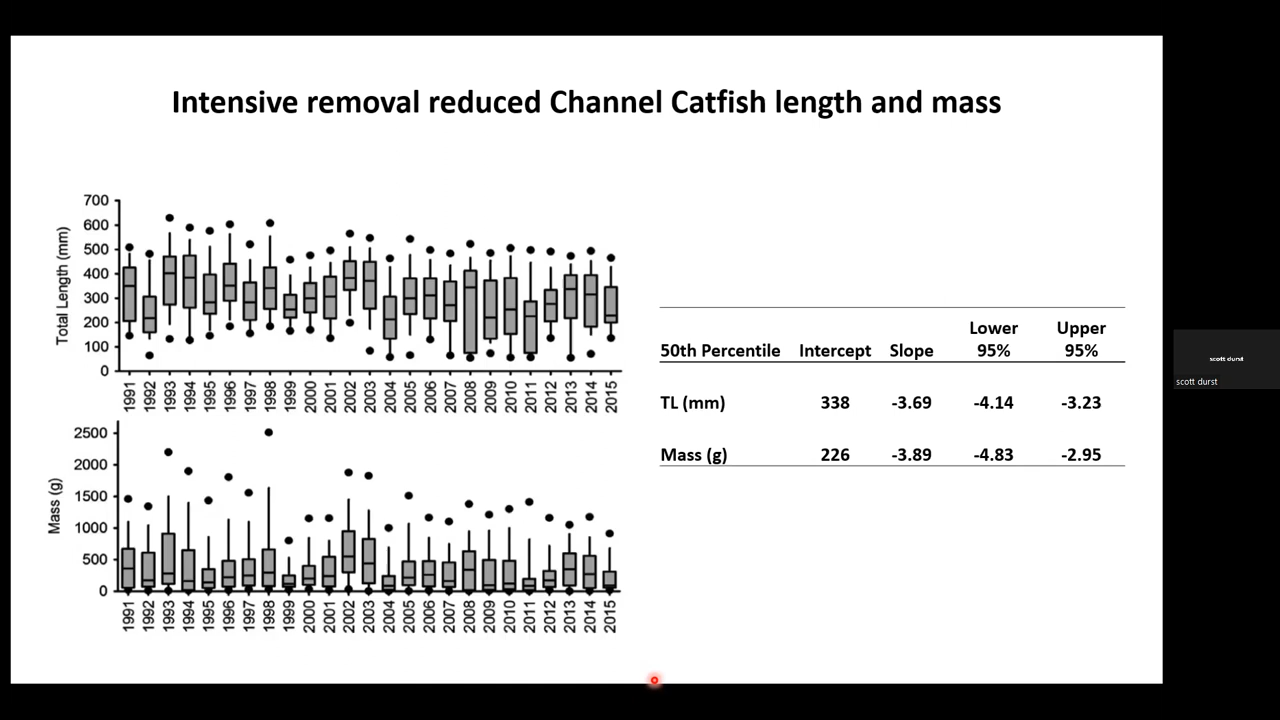 Intensive removal reduced Channel Catfish length and mass
Total Length (mm)
700
600
500
400
300
200
100
0
1991 1992 1993 1994 1995 1996 1997 1998 1999 2000 2001 2002 2003 2004 2005 2006 2007 2008 2009 2010 2011 2012 2013 2014 2015
Mass (g)
2500
2000
1500
1000
500
0
1991 1992 1993 1994 1995 1996 1997 1998 1999 2000 2001 2002 2003 2004 2005 2006 2007 2008 2009 2010 2011 2012 2013 2014 2015
50th Percentile Intercept Slope Lower 95% Upper 95%
TL (mm) 338 -3.69 -4.14 -3.23
Mass (g) 226 -3.89 -4.83 -2.95
scott durst
scott durst